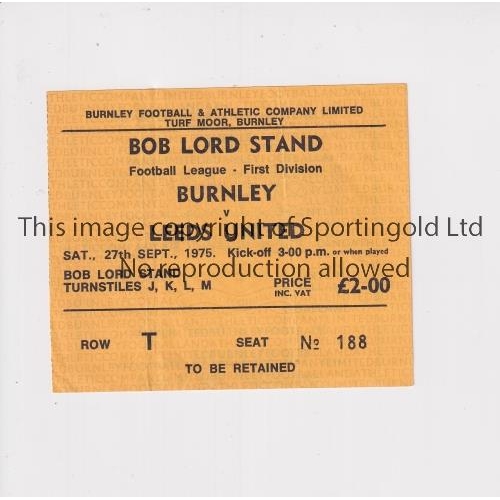 BURNLEY FOOTBALL & ATHLETIC COMPANY LIMITED
TURF MOOR, BURNLEY
BOB LORD STAND
Football League - First Division
BURNLEY
v
This image copyright of Sportingold Ltd
LEEDS UNITED
SAT., 27th SEPT., 1975. Kick-off 3-00 p.m. or when played
No reproduction allowed
BOB LORD STAND
TURNSTILES J, K, L, M
PRICE £2-00
INC. VAT
ROW T SEAT No 188
TO BE RETAINED